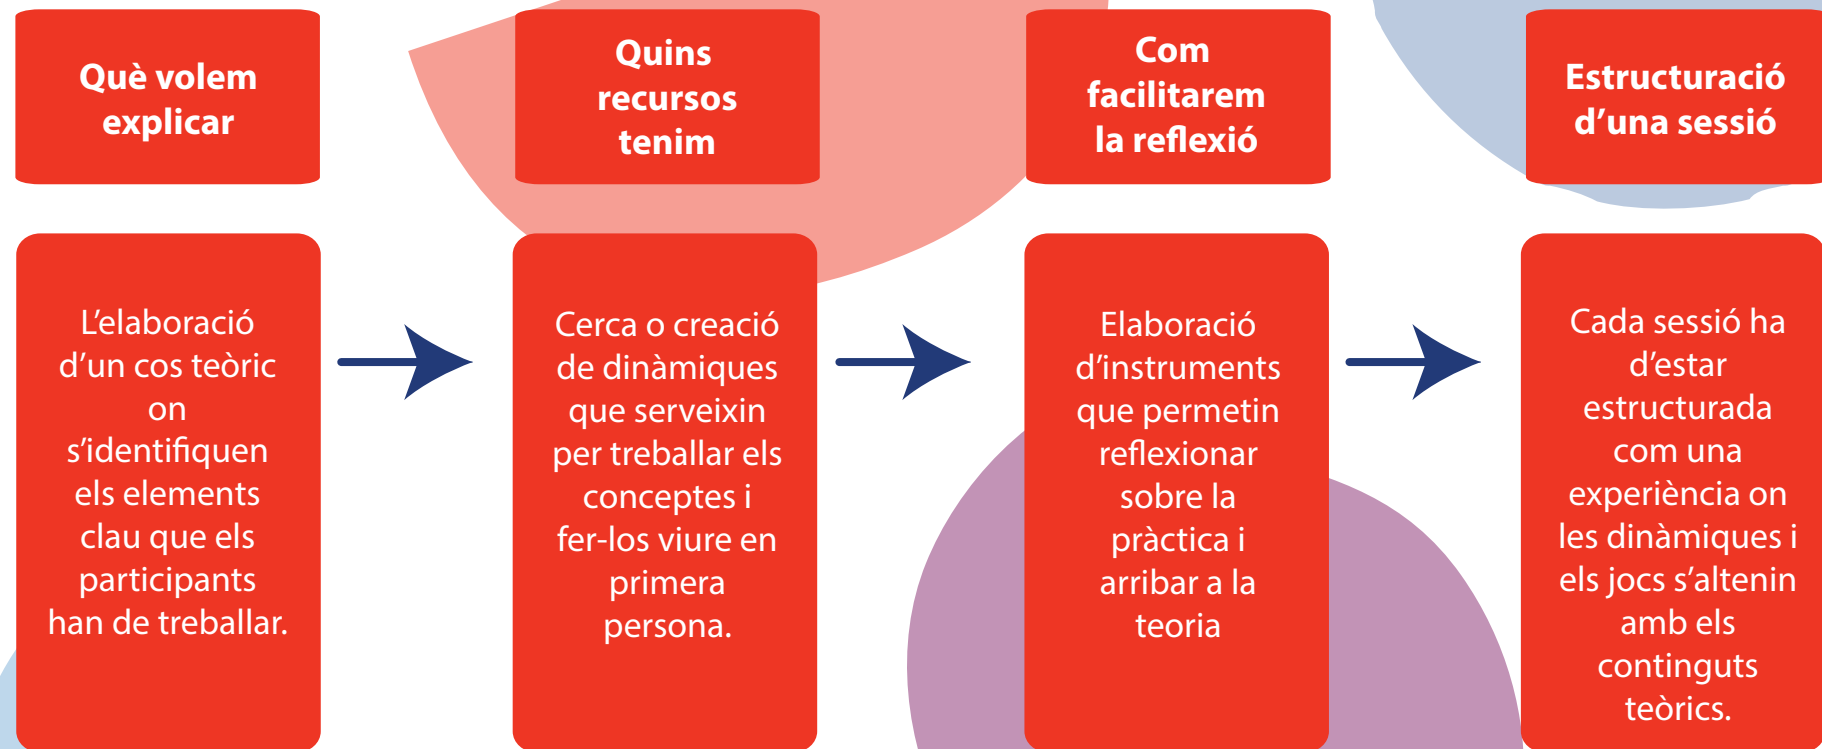 Què volem
explicar
Quins
recursos
tenim
Com
facilitarem
la reflexió
Estructuració
d’una sessió
L’elaboració
d’un cos teòric
on
s’identifiquen
els elements
clau que els
participants
han de treballar.
Cerca o creació
de dinàmiques
que serveixin
per treballar els
conceptes i
fer-los viure en
primera
persona.
Elaboració
d’instruments
que permetin
reflexionar
sobre la
pràctica i
arribar a la
teoria
Cada sessió ha
d’estar
estructurada
com una
experiència on
les dinàmiques i
els jocs s’altenin
amb els
continguts
teòrics.